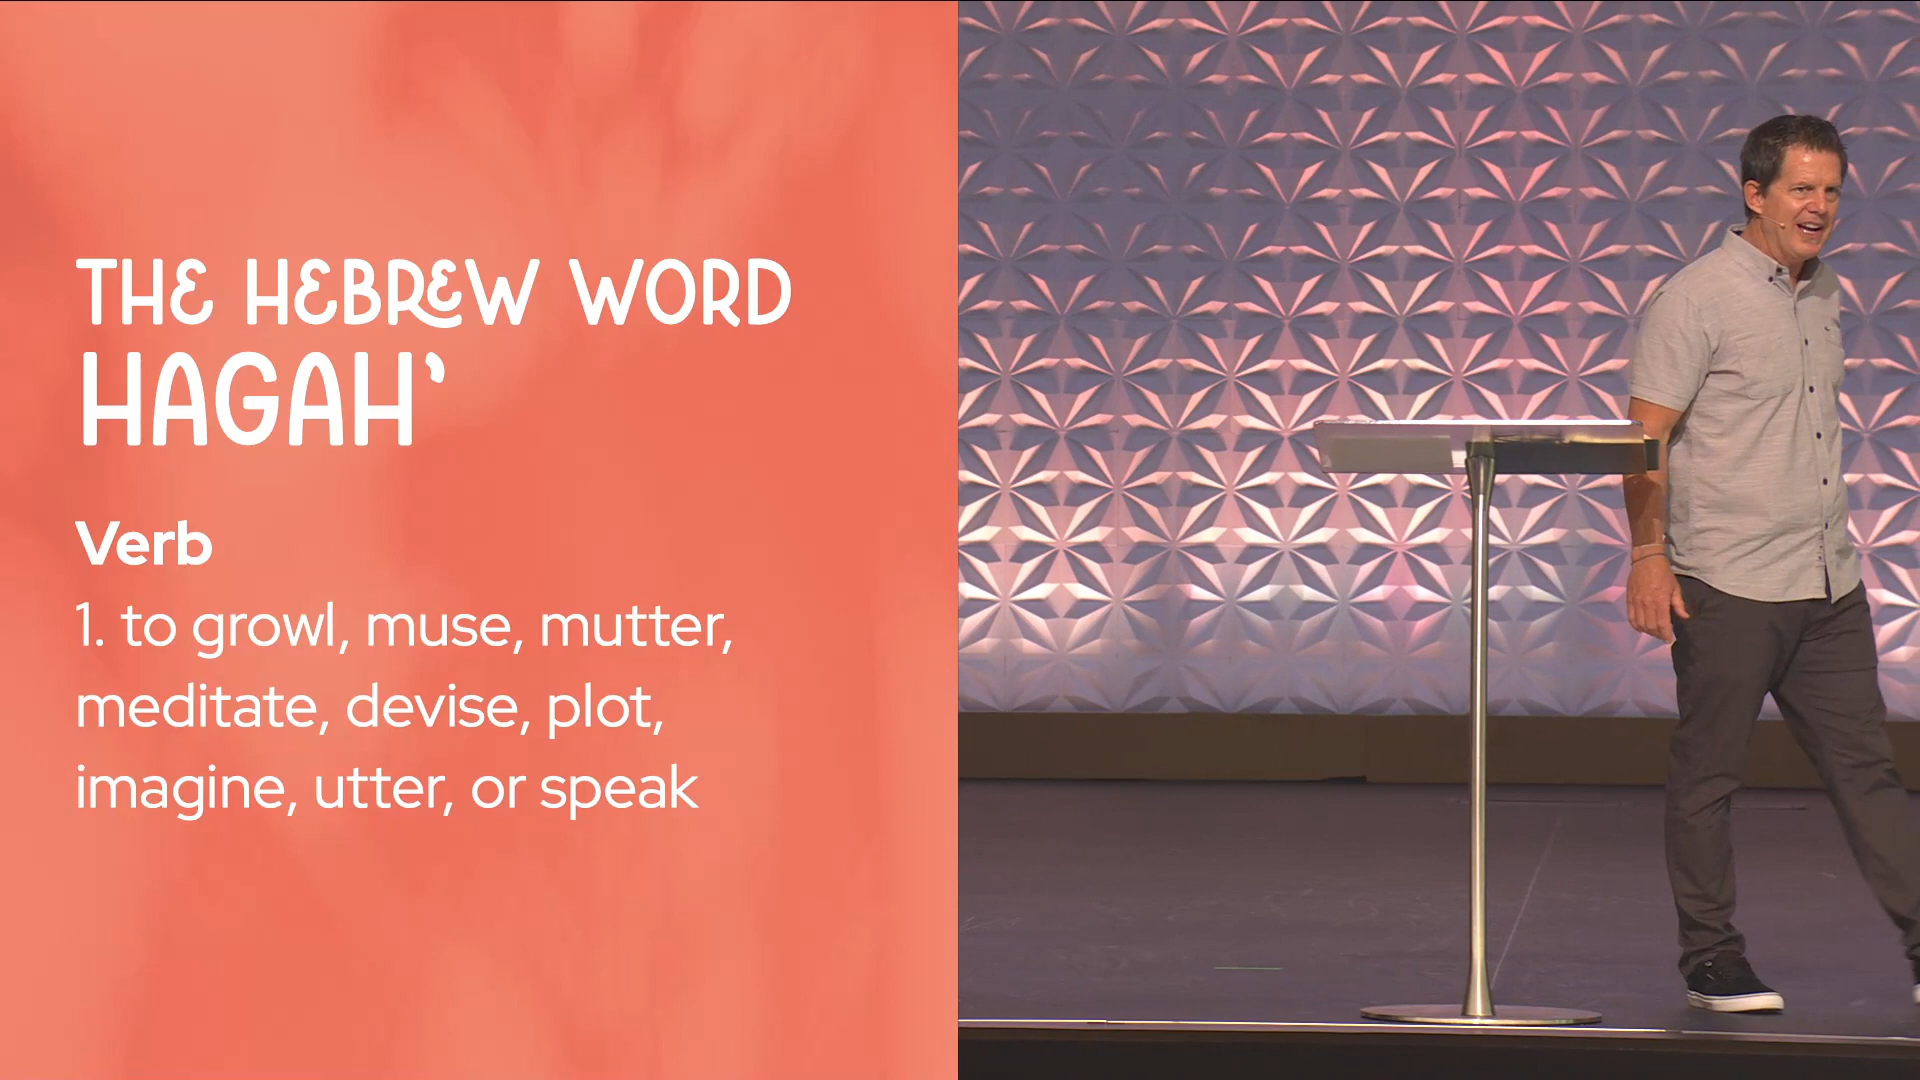 THE HEBREW WORD
HAGAH'
Verb
1. to growl, muse, mutter,
meditate, devise, plot,
imagine, utter, or speak